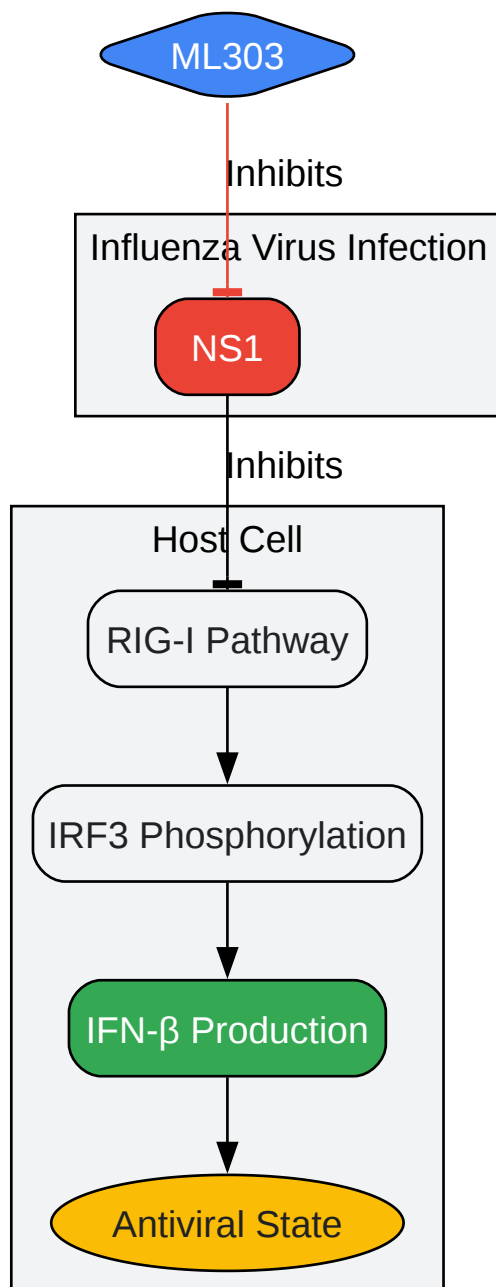 ML303
Inhibits
Influenza Virus Infection
NS1
Inhibits
Host Cell
RIG-I Pathway
IRF3 Phosphorylation
IFN-β Production
Antiviral State